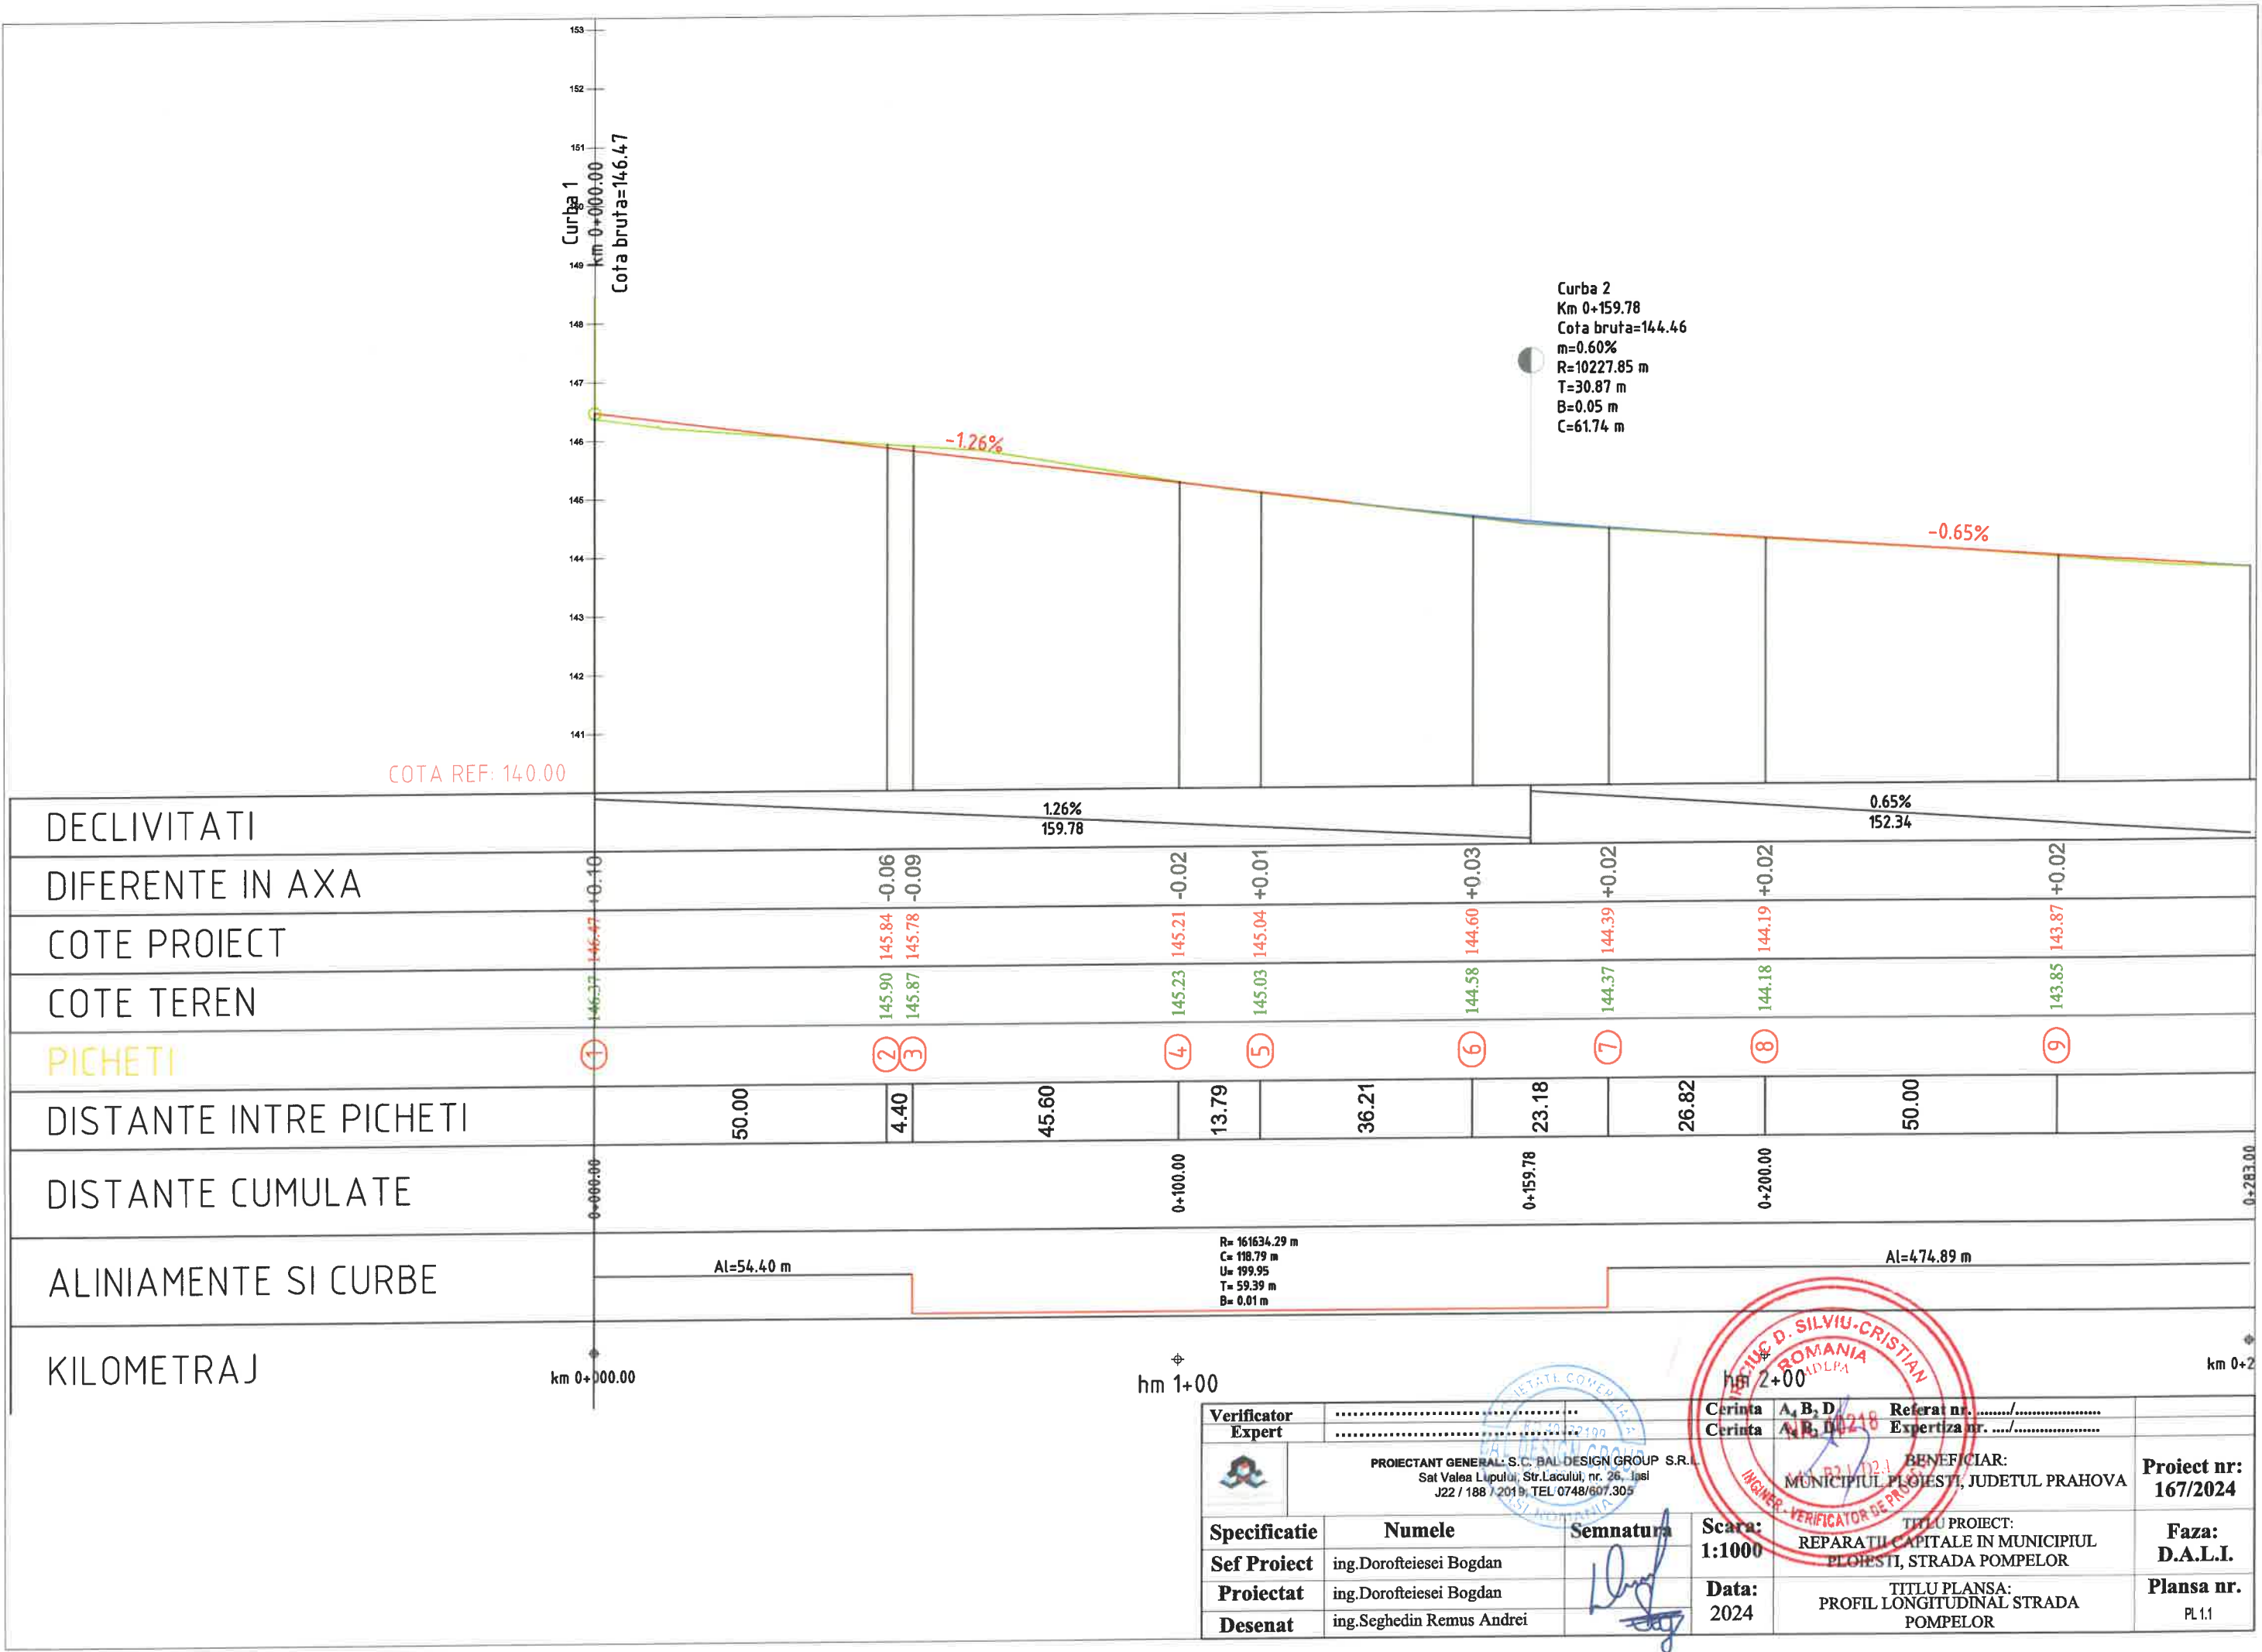 153
152
151
150
149
148
147
146
145
144
143
142
141
Curba 1
km 0+000.00
Cota bruta=146.47
Curba 2
Km 0+159.78
Cota bruta=144.46
m=0.60%
R=10227.85 m
T=30.87 m
B=0.05 m
C=61.74 m
-1.26%
-0.65%
COTA REF: 140.00
DECLIVITATI
1.26%
159.78
0.65%
152.34
DIFERENTE IN AXA
+0.10 -0.06 -0.09 -0.02 +0.01 +0.03 +0.02 +0.02 +0.02
COTE PROIECT
146.47 145.84 145.78 145.21 145.04 144.60 144.39 144.19 143.87
COTE TEREN
146.37 145.90 145.87 145.23 145.03 144.58 144.37 144.18 143.85
PICHETI
1 2 3 4 5 6 7 8 9
DISTANTE INTRE PICHETI
50.00 4.40 45.60 13.79 36.21 23.18 26.82 50.00
DISTANTE CUMULATE
0+000.00 0+100.00 0+159.78 0+200.00 0+283.00
ALINIAMENTE SI CURBE
Al=54.40 m
R= 161634.29 m
C= 118.79 m
U= 199.95
T= 59.39 m
B= 0.01 m
Al=474.89 m
KILOMETRAJ
km 0+000.00
hm 1+00
hm 2+00
km 0+2
Verificator
Cerinta A, B, D, Referat nr. ......./.....................
Expert
Cerinta A, B, D, Expertiza nr. ..../.....................
PROIECTANT GENERAL: S.C. BAL DESIGN GROUP S.R.L.
Sat Valea Lupului, Str.Lacului, nr. 26, Iasi
J22 / 188 / 2019; TEL 0748/607.305
BENEFICIAR:
MUNICIPIUL PLOIESTI, JUDETUL PRAHOVA
Proiect nr:
167/2024
Specificatie Numele Semnatura
Scara:
1:1000
TITLU PROIECT:
REPARATII CAPITALE IN MUNICIPIUL
PLOIESTI, STRADA POMPELOR
Faza:
D.A.L.I.
Sef Proiect ing.Dorofteiesei Bogdan
Proiectat ing.Dorofteiesei Bogdan
Desenat ing.Seghedin Remus Andrei
Data:
2024
TITLU PLANSA:
PROFIL LONGITUDINAL STRADA
POMPELOR
Plansa nr.
PL 1.1
D. SILVIU-CRISTIAN
ROMANIA
MDLPA
10218
INGINER - VERIFICATOR DE
BAL DESIGN GROUP
ROMANIA